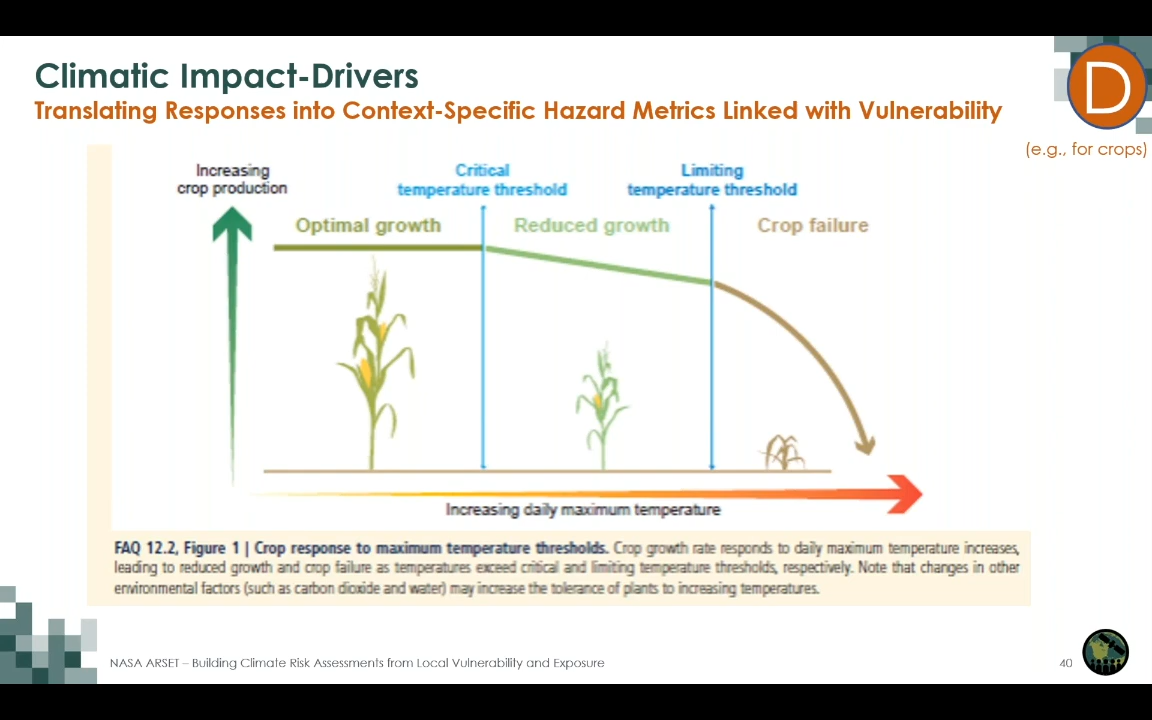 Climatic Impact-Drivers
Translating Responses into Context-Specific Hazard Metrics Linked with Vulnerability
D
(e.g., for crops)
Increasing
crop production
Critical
temperature threshold
Limiting
temperature threshold
Optimal growth
Reduced growth
Crop failure
Increasing daily maximum temperature
FAQ 12.2, Figure 1 | Crop response to maximum temperature thresholds. Crop growth rate responds to daily maximum temperature increases,
leading to reduced growth and crop failure as temperatures exceed critical and limiting temperature thresholds, respectively. Note that changes in other
environmental factors (such as carbon dioxide and water) may increase the tolerance of plants to increasing temperatures.
NASA ARSET – Building Climate Risk Assessments from Local Vulnerability and Exposure
40